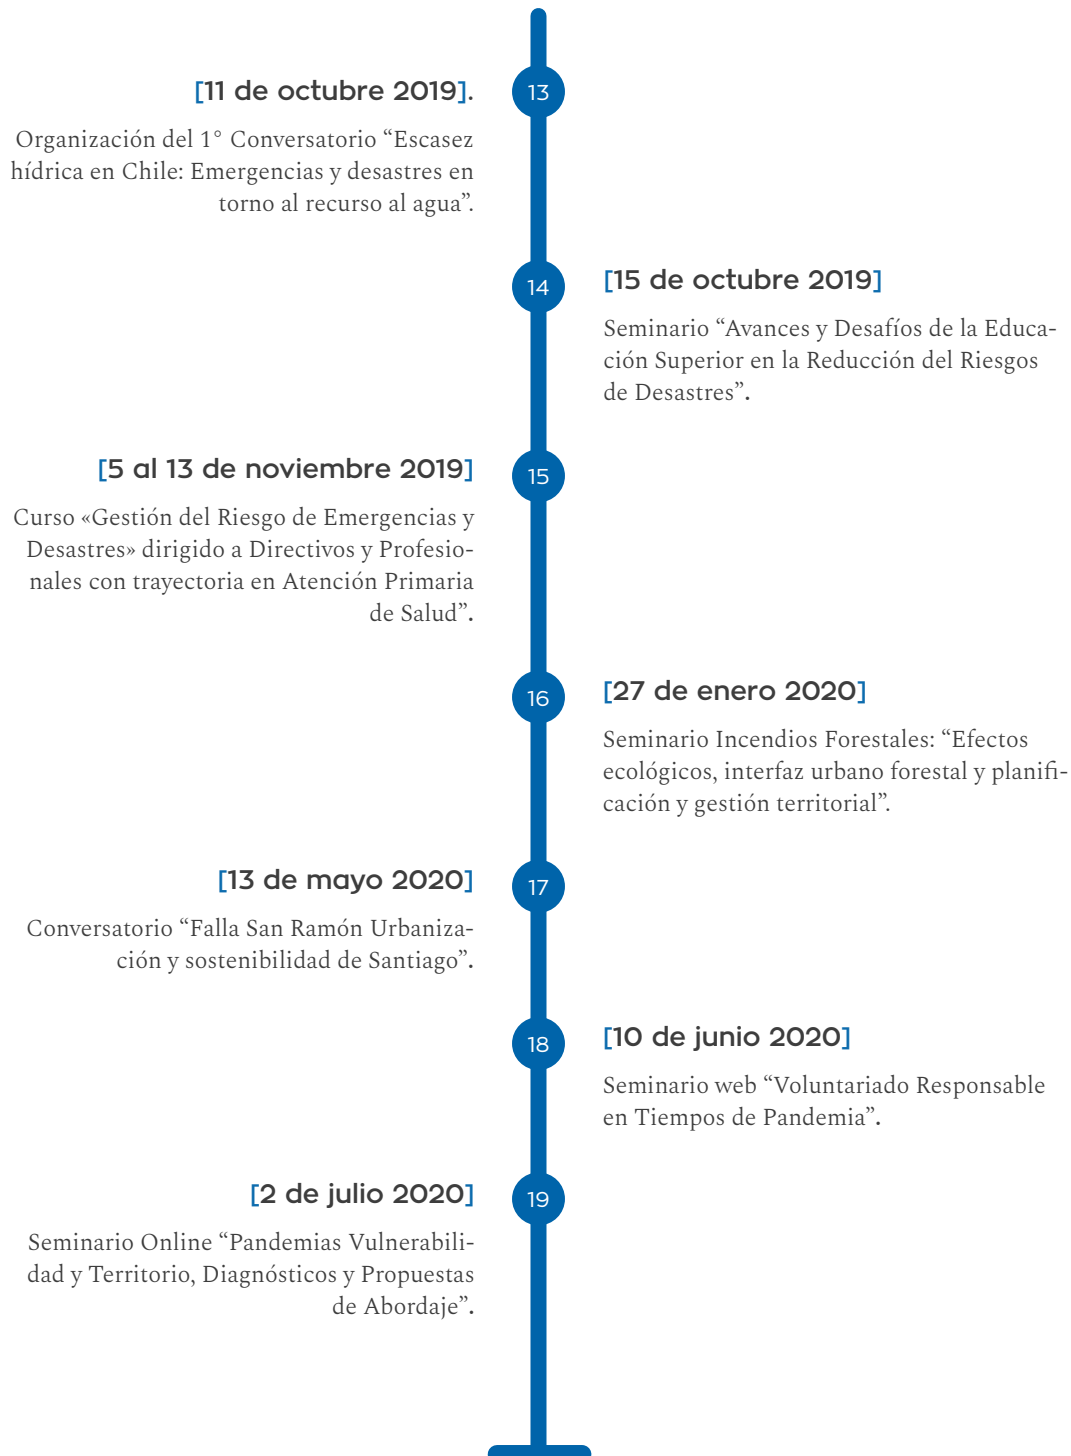 [11 de octubre 2019].
13
Organización del 1° Conversatorio “Escasez
hídrica en Chile: Emergencias y desastres en
torno al recurso al agua”.
14
[15 de octubre 2019]
Seminario “Avances y Desafíos de la Educa-
ción Superior en la Reducción del Riesgos
de Desastres”.
[5 al 13 de noviembre 2019]
15
Curso «Gestión del Riesgo de Emergencias y
Desastres» dirigido a Directivos y Profesio-
nales con trayectoria en Atención Primaria
de Salud”.
16
[27 de enero 2020]
Seminario Incendios Forestales: “Efectos
ecológicos, interfaz urbano forestal y planifi-
cación y gestión territorial”.
[13 de mayo 2020]
17
Conversatorio “Falla San Ramón Urbaniza-
ción y sostenibilidad de Santiago”.
18
[10 de junio 2020]
Seminario web “Voluntariado Responsable
en Tiempos de Pandemia”.
[2 de julio 2020]
19
Seminario Online “Pandemias Vulnerabili-
dad y Territorio, Diagnósticos y Propuestas
de Abordaje”.